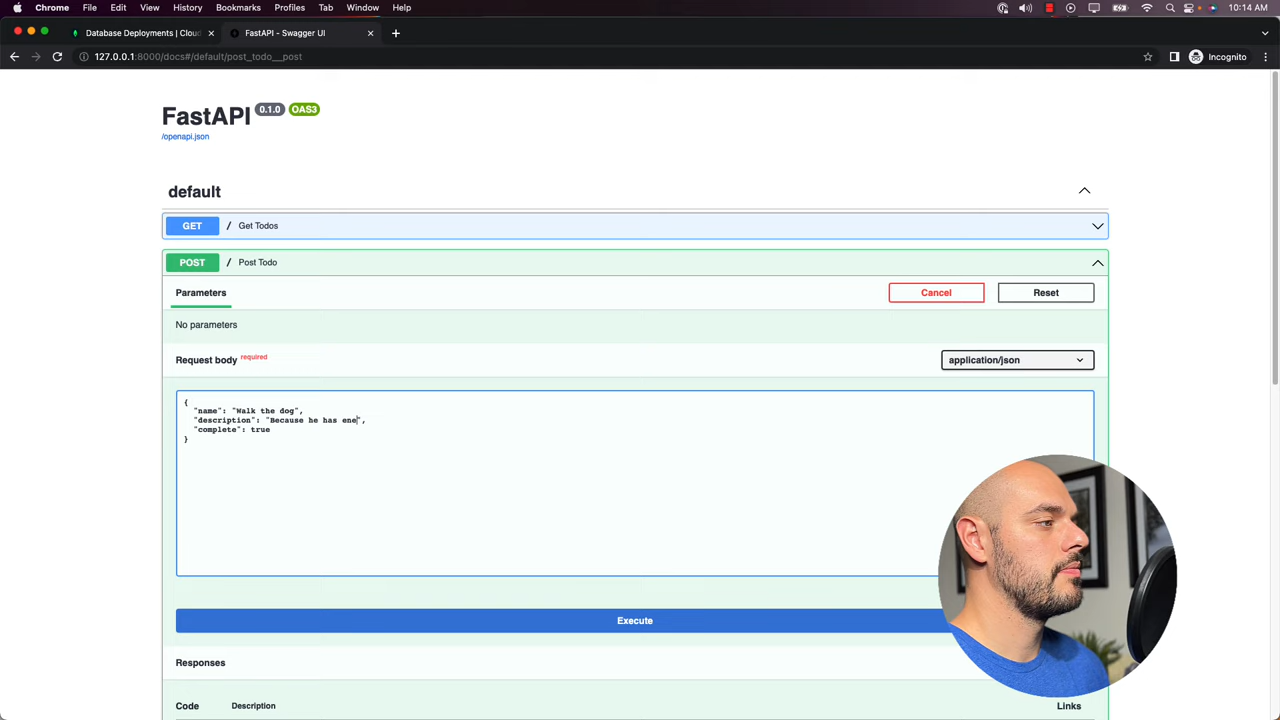 Chrome File Edit View History Bookmarks Profiles Tab Window Help 10:14 AM
Database Deployments | Cloud FastAPI - Swagger UI
127.0.0.1:8000/docs#/default/post_todo__post Incognito
FastAPI 0.1.0 OAS3
/openapi.json
default
GET / Get Todos
POST / Post Todo
Parameters Cancel Reset
No parameters
Request body required application/json
{
"name": "Walk the dog",
"description": "Because he has ene",
"complete": true
}
Execute
Responses
Code Description Links